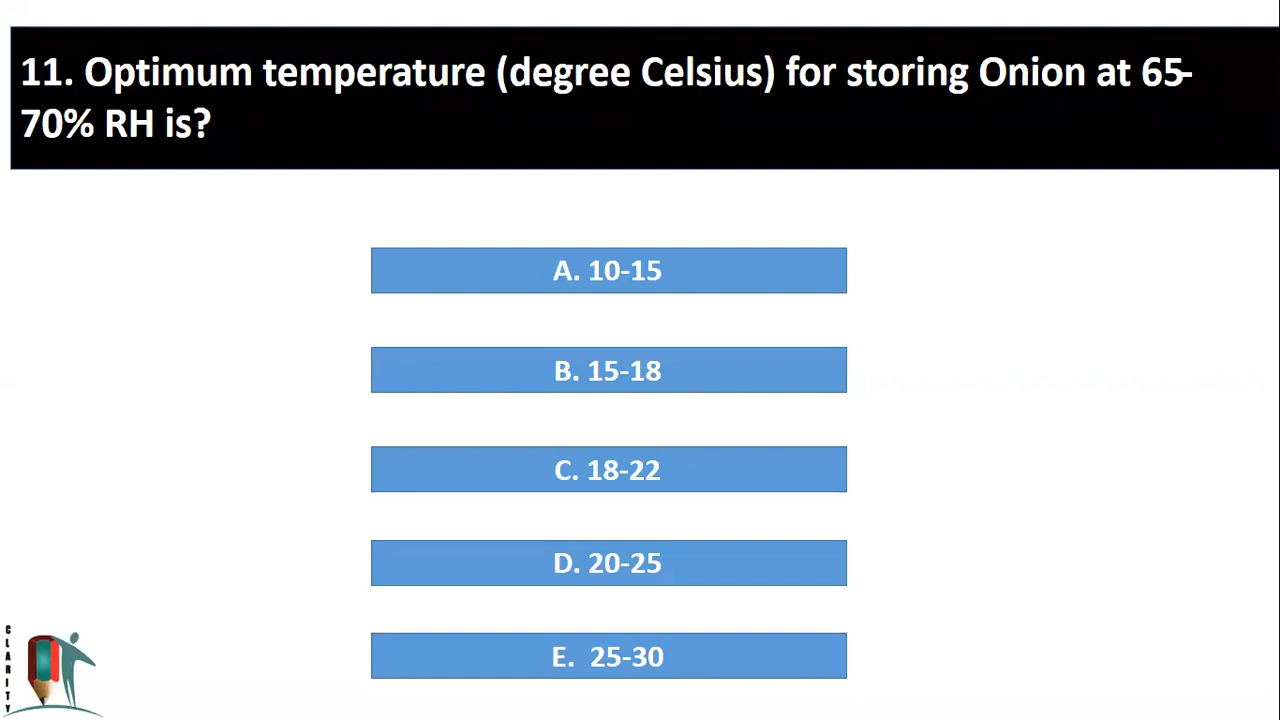 11. Optimum temperature (degree Celsius) for storing Onion at 65-
70% RH is?
A. 10-15
B. 15-18
C. 18-22
D. 20-25
E. 25-30
CLARITY